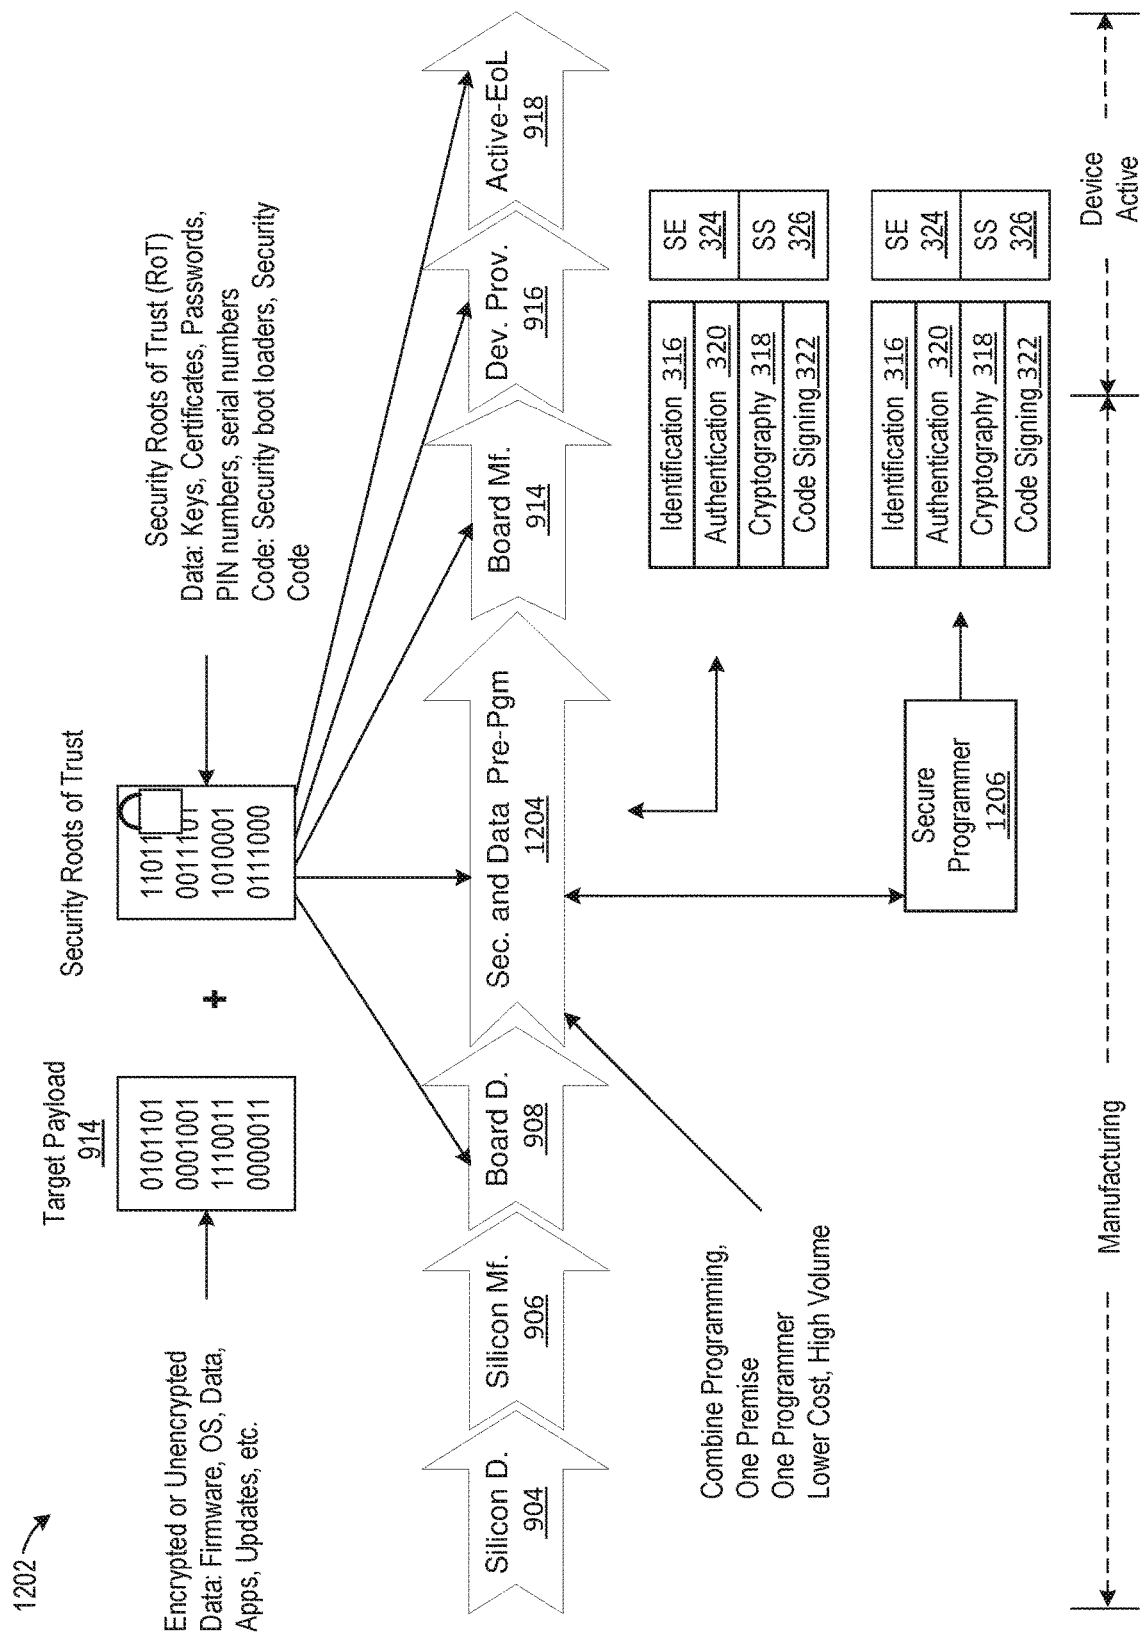 1202
Target Payload
914
Security Roots of Trust
Encrypted or Unencrypted
Data: Firmware, OS, Data,
Apps, Updates, etc.
0101101
0001001
1110011
0000011
+
11011
0011101
1010001
0111000
Security Roots of Trust (RoT)
Data: Keys, Certificates, Passwords,
PIN numbers, serial numbers
Code: Security boot loaders, Security
Code
Silicon D.
904
Silicon Mf.
906
Board D.
908
Sec. and Data Pre-Pgm
1204
Board Mf.
914
Dev. Prov.
916
Active-EoL
918
Combine Programming,
One Premise
One Programmer
Lower Cost, High Volume
Identification 316
Authentication 320
Cryptography 318
Code Signing 322
SE
324
SS
326
Secure
Programmer
1206
Identification 316
Authentication 320
Cryptography 318
Code Signing 322
SE
324
SS
326
Manufacturing
Device
Active